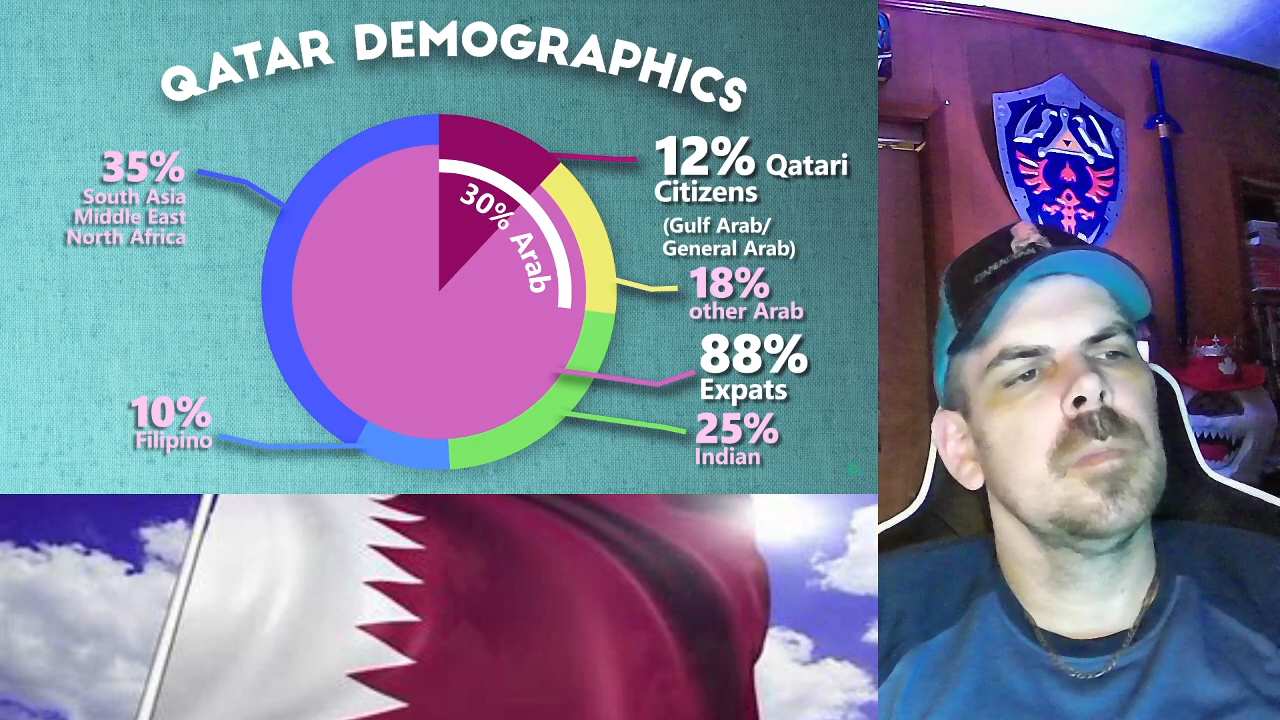 QATAR DEMOGRAPHICS
35%
South Asia
Middle East
North Africa
12% Qatari
Citizens
(Gulf Arab/
General Arab)
30% Arab
18%
other Arab
88%
Expats
10%
Filipino
25%
Indian
CANADIAN